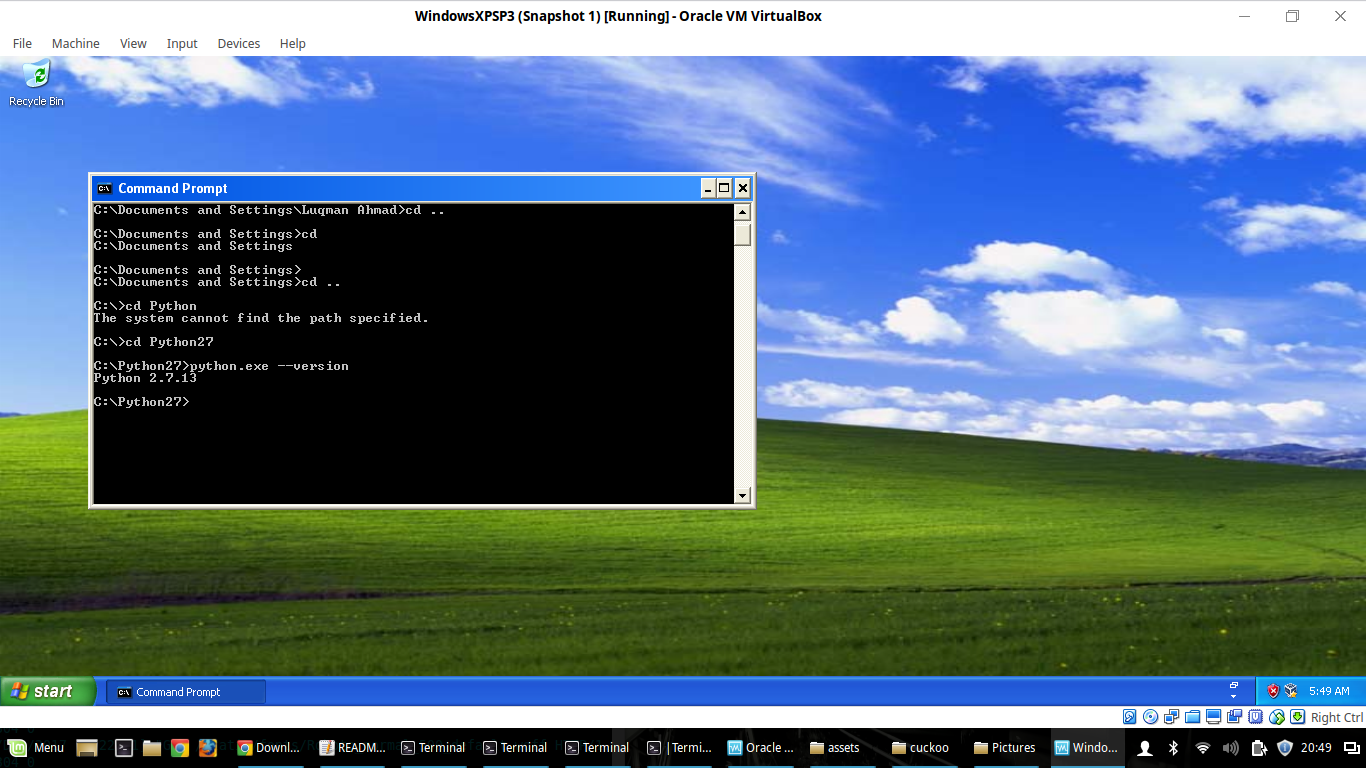 WindowsXPSP3 (Snapshot 1) [Running] - Oracle VM VirtualBox
File Machine View Input Devices Help
Recycle Bin
Command Prompt
C:\Documents and Settings\Luqman Ahmad>cd ..
C:\Documents and Settings>cd
C:\Documents and Settings
C:\Documents and Settings>
C:\Documents and Settings>cd ..
C:\>cd Python
The system cannot find the path specified.
C:\>cd Python27
C:\Python27>python.exe --version
Python 2.7.13
C:\Python27>
start Command Prompt 5:49 AM
Right Ctrl
Menu Downl... READM... Terminal Terminal Terminal |Termi... Oracle ... assets cuckoo Pictures Windo... 20:49